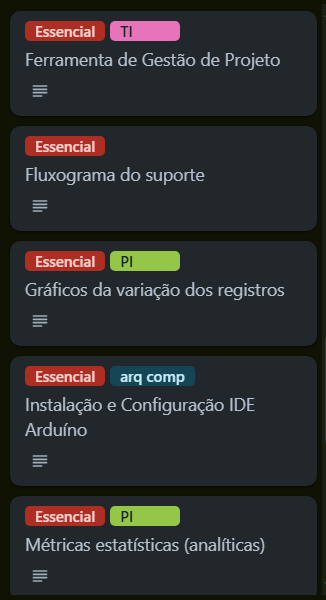 Essencial TI
Ferramenta de Gestão de Projeto
Essencial
Fluxograma do suporte
Essencial PI
Gráficos da variação dos registros
Essencial arq comp
Instalação e Configuração IDE
Arduíno
Essencial PI
Métricas estatísticas (analíticas)